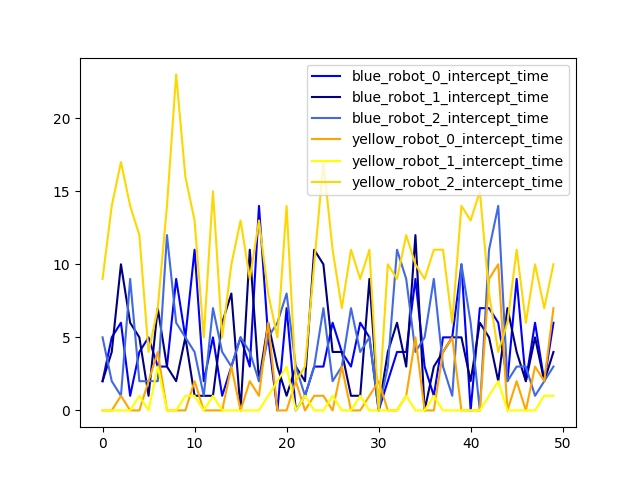 blue_robot_0_intercept_time
blue_robot_1_intercept_time
blue_robot_2_intercept_time
yellow_robot_0_intercept_time
yellow_robot_1_intercept_time
yellow_robot_2_intercept_time
20
15
10
5
0
0 10 20 30 40 50